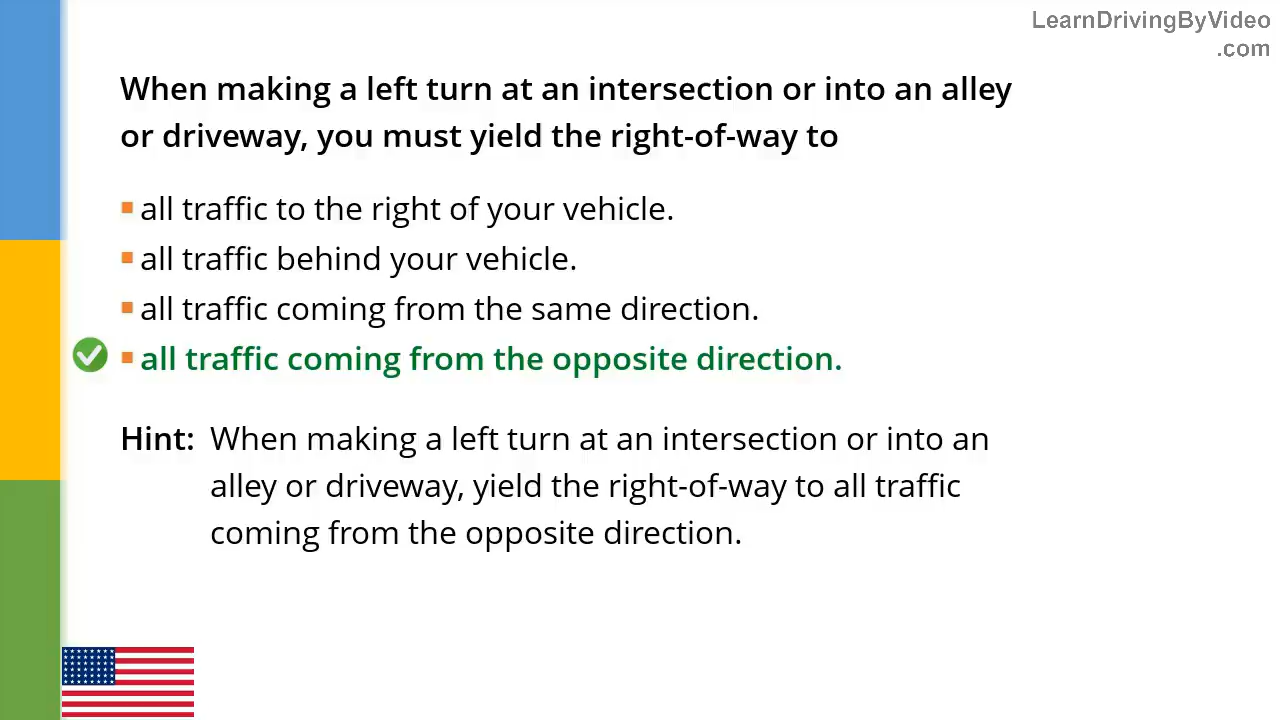 LearnDrivingByVideo
.com
When making a left turn at an intersection or into an alley
or driveway, you must yield the right-of-way to
all traffic to the right of your vehicle.
all traffic behind your vehicle.
all traffic coming from the same direction.
all traffic coming from the opposite direction.
Hint: When making a left turn at an intersection or into an
alley or driveway, yield the right-of-way to all traffic
coming from the opposite direction.